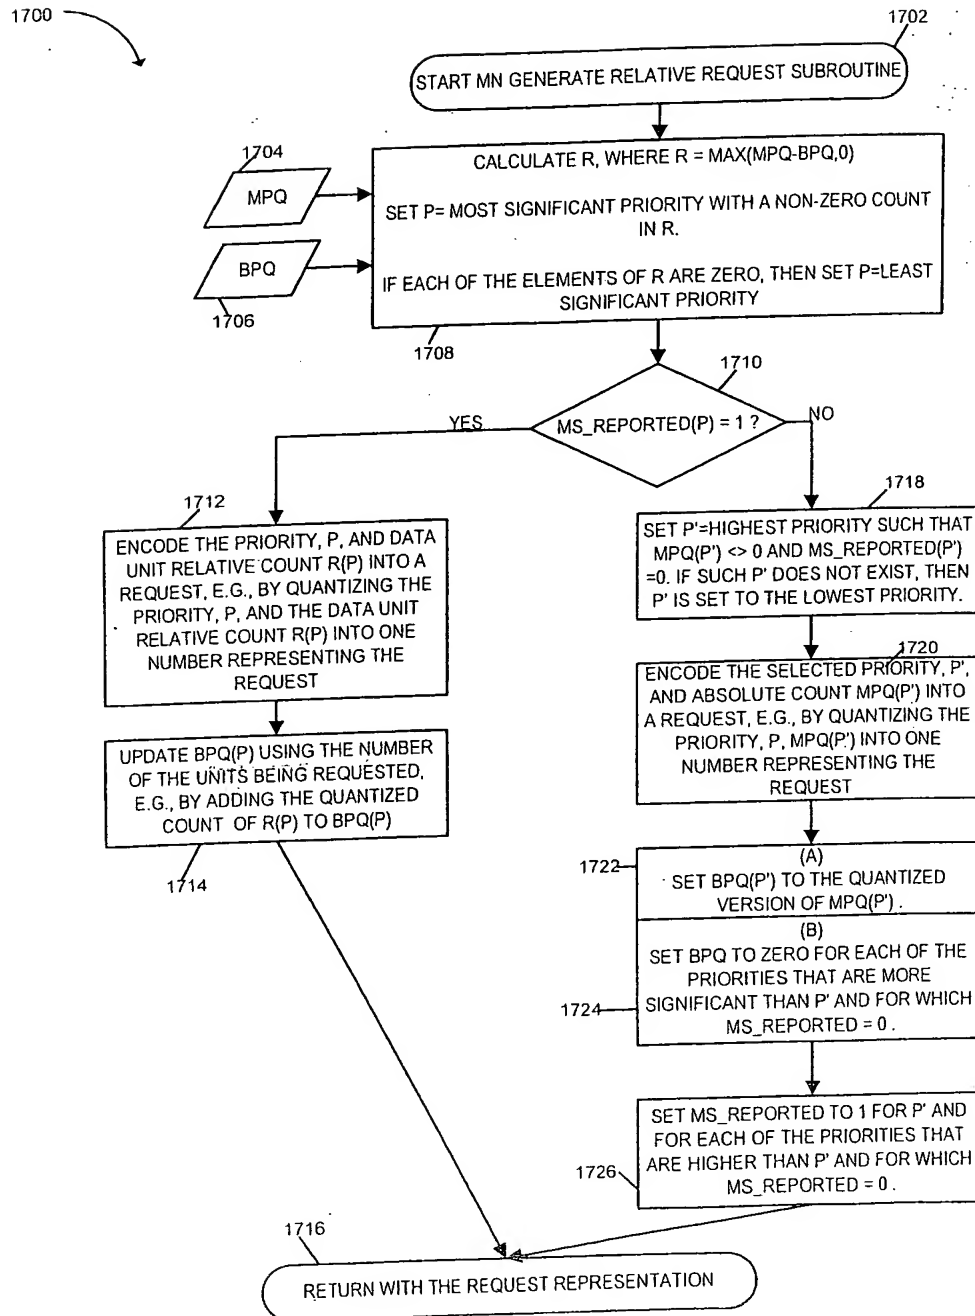 1700
1702
START MN GENERATE RELATIVE REQUEST SUBROUTINE
1704
MPQ
BPQ
1706
CALCULATE R, WHERE R = MAX(MPQ-BPQ,0)
SET P= MOST SIGNIFICANT PRIORITY WITH A NON-ZERO COUNT
IN R.
IF EACH OF THE ELEMENTS OF R ARE ZERO, THEN SET P=LEAST
SIGNIFICANT PRIORITY
1708
1710
MS_REPORTED(P) = 1 ?
YES
NO
1712
ENCODE THE PRIORITY, P, AND DATA
UNIT RELATIVE COUNT R(P) INTO A
REQUEST, E.G., BY QUANTIZING THE
PRIORITY, P, AND THE DATA UNIT
RELATIVE COUNT R(P) INTO ONE
NUMBER REPRESENTING THE
REQUEST
UPDATE BPQ(P) USING THE NUMBER
OF THE UNITS BEING REQUESTED,
E.G., BY ADDING THE QUANTIZED
COUNT OF R(P) TO BPQ(P)
1714
1718
SET P'=HIGHEST PRIORITY SUCH THAT
MPQ(P') <> 0 AND MS_REPORTED(P')
=0. IF SUCH P' DOES NOT EXIST, THEN
P' IS SET TO THE LOWEST PRIORITY.
1720
ENCODE THE SELECTED PRIORITY, P',
AND ABSOLUTE COUNT MPQ(P') INTO
A REQUEST, E.G., BY QUANTIZING THE
PRIORITY, P, MPQ(P') INTO ONE
NUMBER REPRESENTING THE
REQUEST
1722
(A)
SET BPQ(P') TO THE QUANTIZED
VERSION OF MPQ(P') .
(B)
SET BPQ TO ZERO FOR EACH OF THE
PRIORITIES THAT ARE MORE
SIGNIFICANT THAN P' AND FOR WHICH
MS_REPORTED = 0 .
1724
SET MS_REPORTED TO 1 FOR P' AND
FOR EACH OF THE PRIORITIES THAT
ARE HIGHER THAN P' AND FOR WHICH
MS_REPORTED = 0 .
1726
1716
RETURN WITH THE REQUEST REPRESENTATION